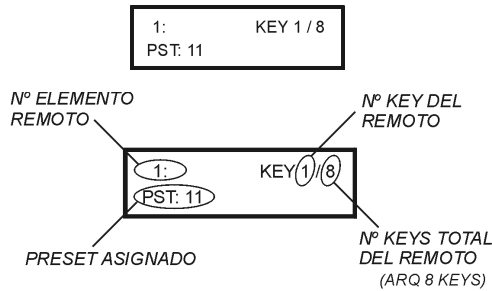 1: KEY 1 / 8
PST: 11
Nº ELEMENTO
REMOTO
Nº KEY DEL
REMOTO
1: KEY 1 / 8
PST: 11
PRESET ASIGNADO
Nº KEYS TOTAL
DEL REMOTO
(ARQ 8 KEYS)